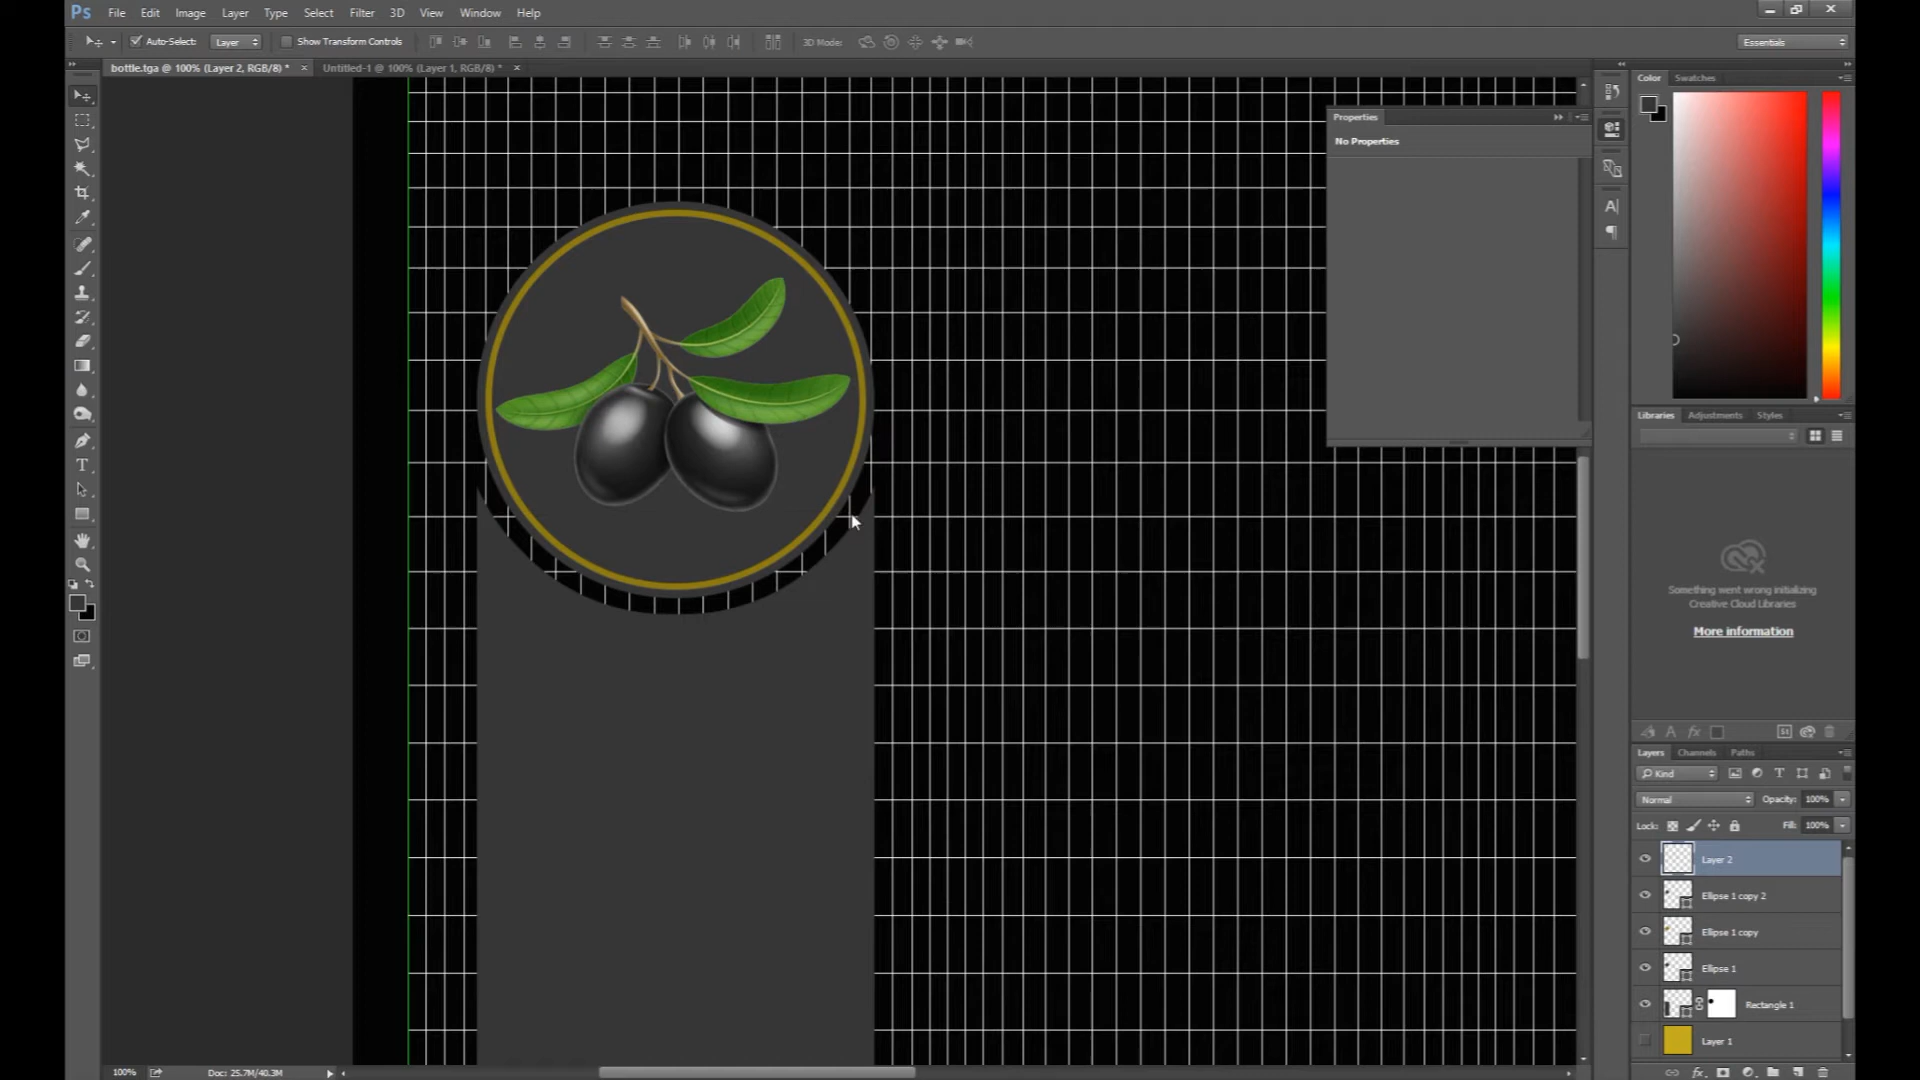 Ps File Edit Image Layer Type Select Filter 3D View Window Help
Auto-Select: Layer Show Transform Controls 3D Mode: Essentials
bottle.tga @ 100% (Layer 2, RGB/8) * × Untitled-1 @ 100% (Layer 1, RGB/8) * ×
Color Swatches
Properties
No Properties
Libraries Adjustments Styles
Something went wrong initializing
Creative Cloud Libraries
More information
Layers Channels Paths
Kind
Normal Opacity: 100%
Lock: Fill: 100%
Layer 2
Ellipse 1 copy 2
Ellipse 1 copy
Ellipse 1
Rectangle 1
Layer 1
100% Doc: 25.7M/40.3M